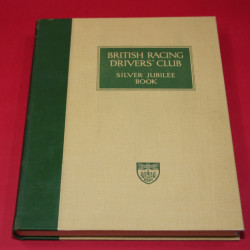 BRITISH RACING
DRIVERS' CLUB
SILVER JUBILEE
BOOK